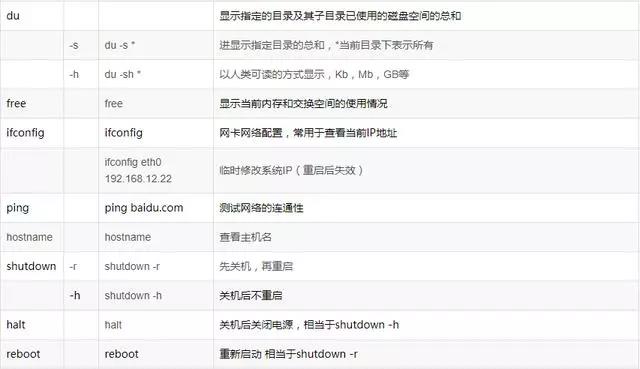 du 显示指定的目录及其子目录已使用的磁盘空间的总和
-s du -s * 进显示指定目录的总和，*当前目录下表示所有
-h du -sh * 以人类可读的方式显示，Kb，Mb，GB等
free free 显示当前内存和交换空间的使用情况
ifconfig ifconfig 网卡网络配置，常用于查看当前IP地址
ifconfig eth0
192.168.12.22 临时修改系统IP（重启后失效）
ping ping baidu.com 测试网络的连通性
hostname hostname 查看主机名
shutdown -r shutdown -r 先关机，再重启
-h shutdown -h 关机后不重启
halt halt 关机后关闭电源，相当于shutdown -h
reboot reboot 重新启动 相当于shutdown -r